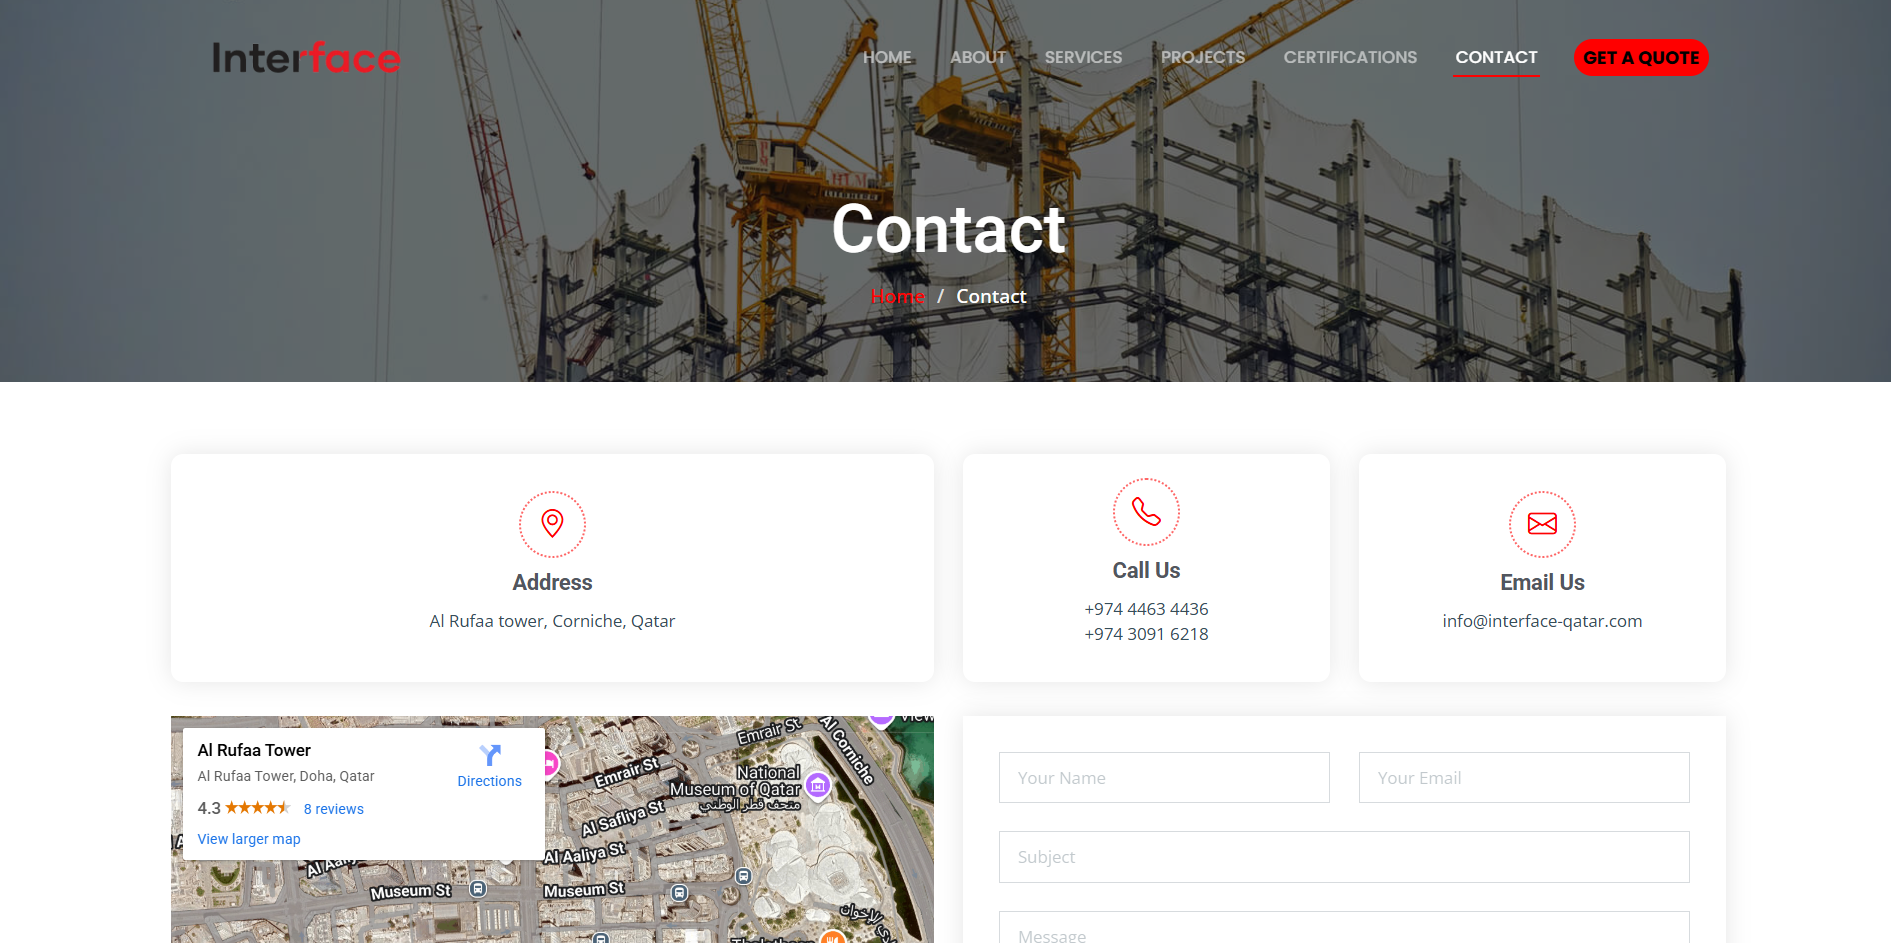 Interface
HOME ABOUT SERVICES PROJECTS CERTIFICATIONS CONTACT GET A QUOTE
HLM
Contact
Home / Contact
Address
Al Rufaa tower, Corniche, Qatar
Call Us
+974 4463 4436
+974 3091 6218
Email Us
info@interface-qatar.com
Al Rufaa Tower
Al Rufaa Tower, Doha, Qatar
4.3
8 reviews
View larger map
Directions
Emrair St
Al Corniche
View
National
Museum of Qatar
متحف قطر الوطني
Emrair St
Al Safliya St
Al Aaliya St
Museum St
Museum St
Your Name
Your Email
Subject
Message